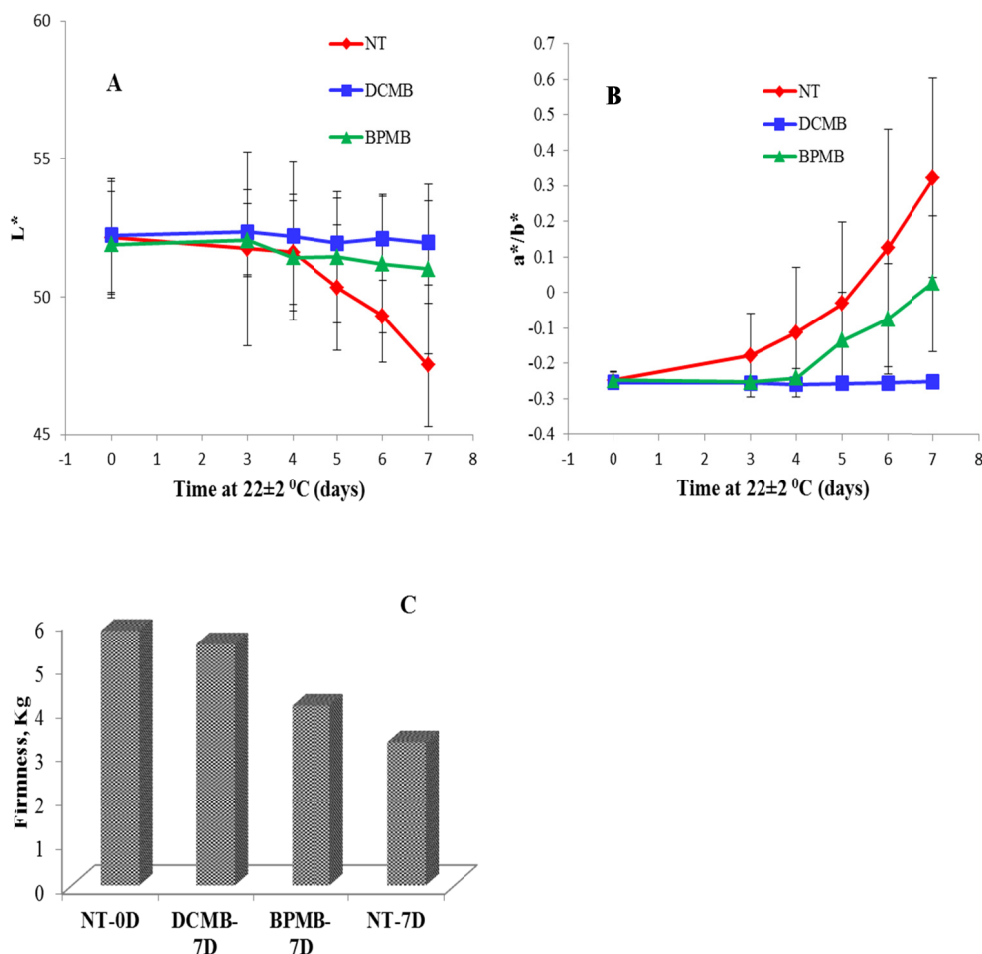 60
55
50
45
L*
A
NT
DCMB
BPMB
-1 0 1 2 3 4 5 6 7 8
Time at 22±2 ⁰C (days)
0.7
0.6
0.5
0.4
0.3
0.2
0.1
0
-0.1
-0.2
-0.3
-0.4
a*/b*
B
NT
DCMB
BPMB
-1 0 1 2 3 4 5 6 7 8
Time at 22±2 ⁰C (days)
C
6
5
4
3
2
1
0
Firmness, Kg
NT-0D DCMB- BPMB- NT-7D
7D 7D